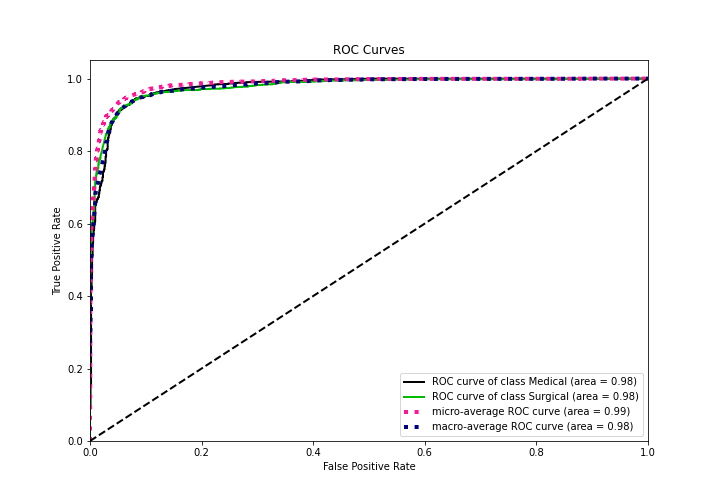 ROC Curves
True Positive Rate
1.0
0.8
0.6
0.4
0.2
0.0
ROC curve of class Medical (area = 0.98)
ROC curve of class Surgical (area = 0.98)
micro-average ROC curve (area = 0.99)
macro-average ROC curve (area = 0.98)
0.0 0.2 0.4 0.6 0.8 1.0
False Positive Rate